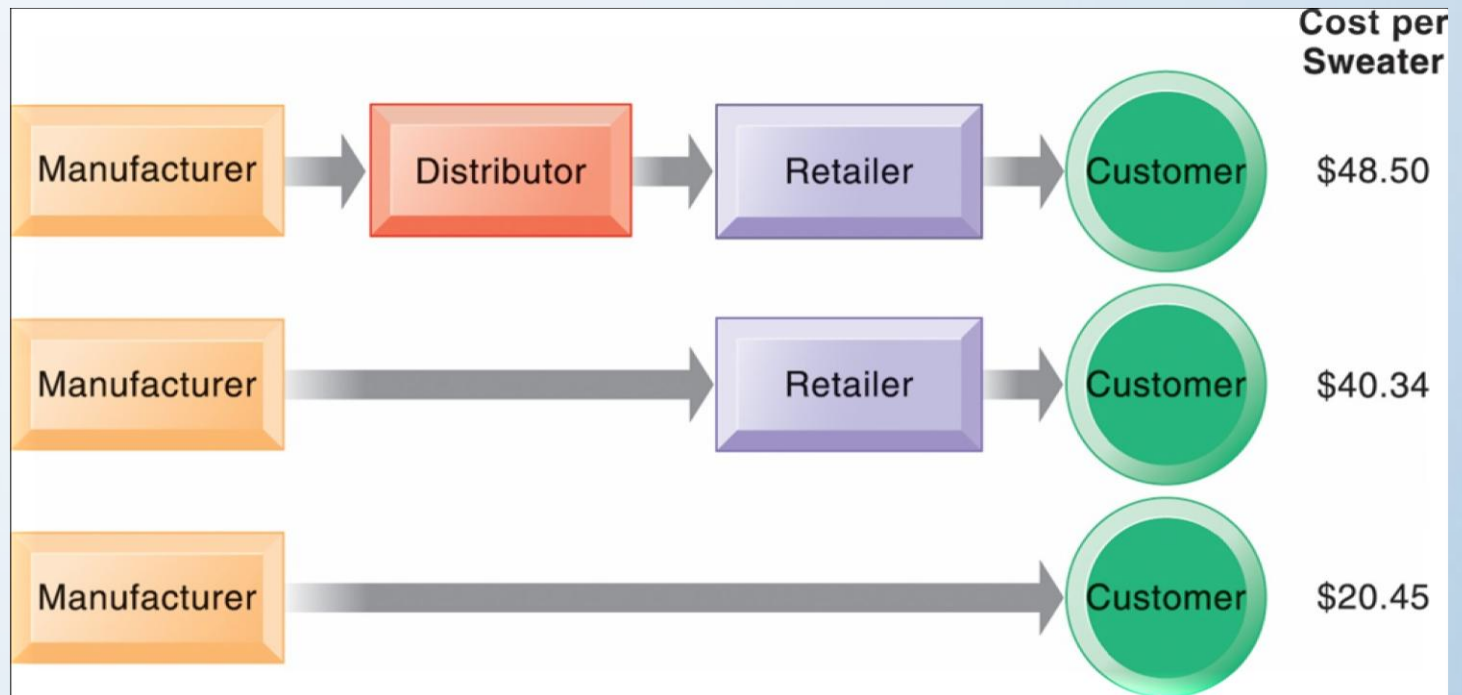 Cost per
Sweater
Manufacturer
Distributor
Retailer
Customer
$48.50
Manufacturer
Retailer
Customer
$40.34
Manufacturer
Customer
$20.45